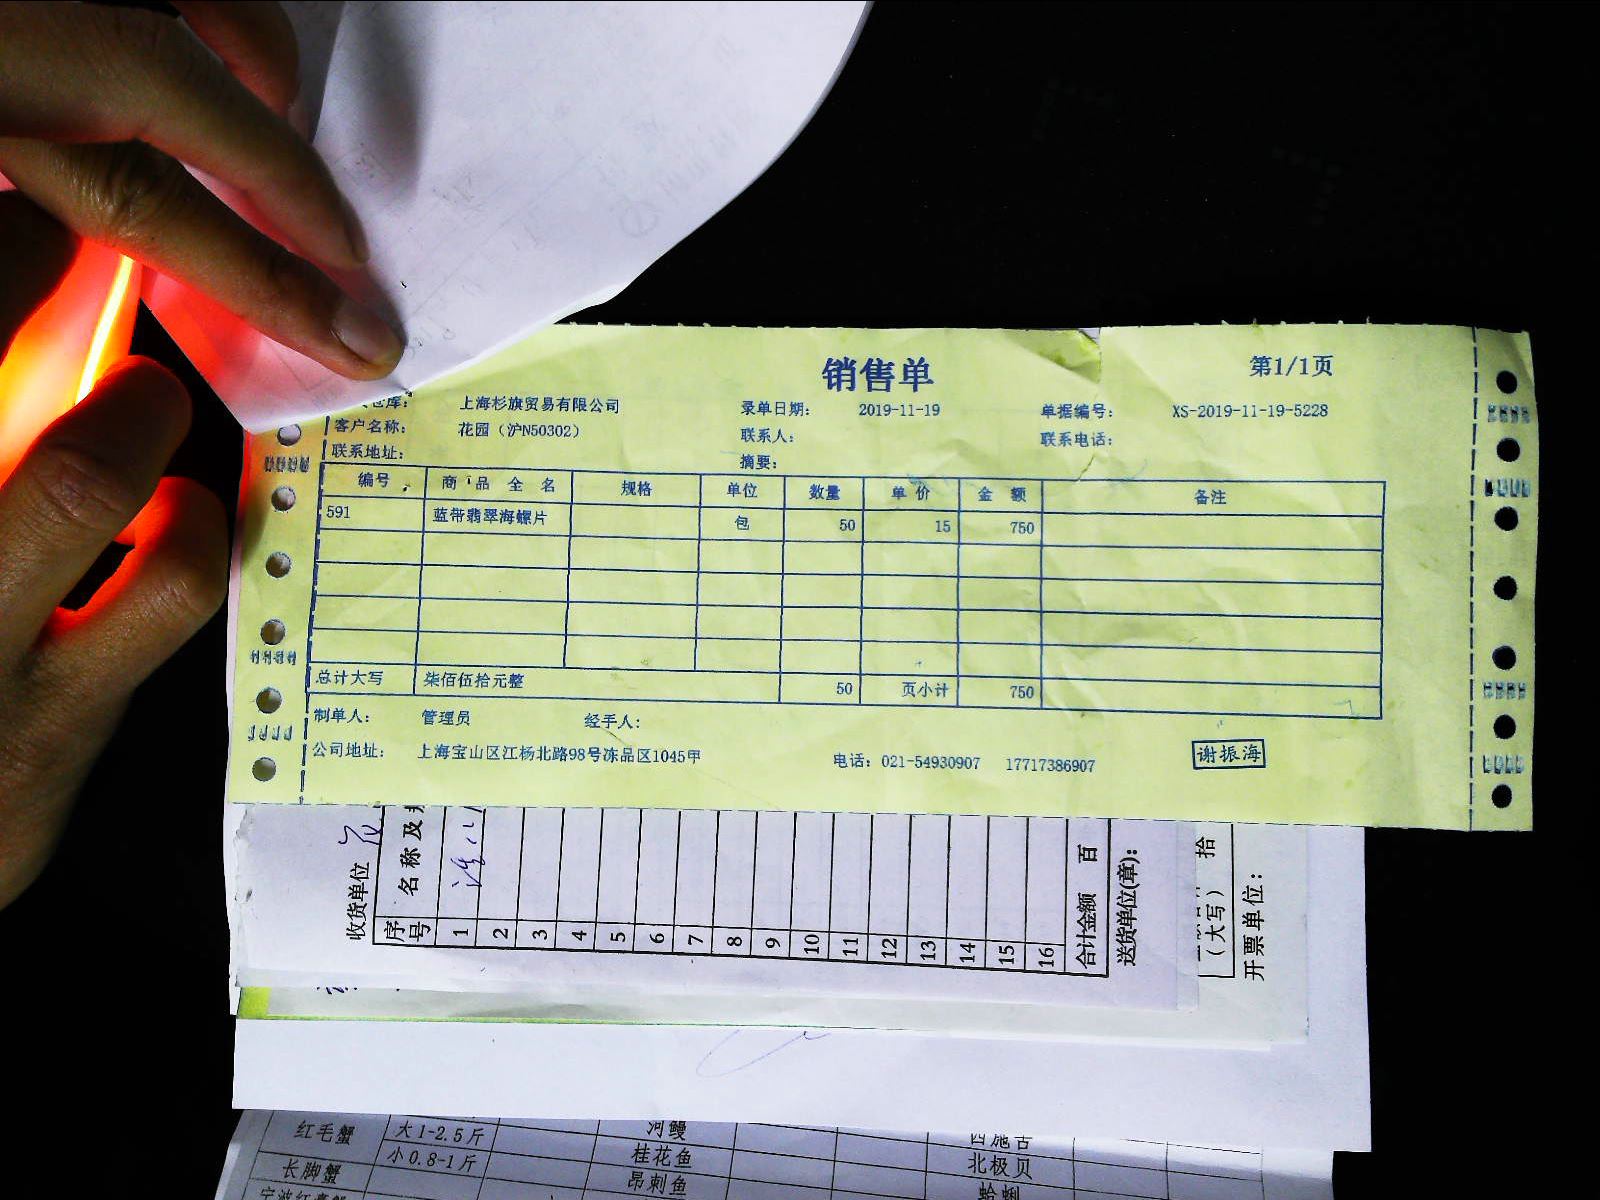 销售单
第1/1页
仓库： 上海杉旗贸易有限公司 录单日期： 2019-11-19 单据编号： XS-2019-11-19-5228
客户名称： 花园（沪N50302） 联系人： 联系电话：
联系地址： 摘要：
编号 商品全名 规格 单位 数量 单价 金额 备注
591 蓝带翡翠海螺片 包 50 15 750
总计大写 柒佰伍拾元整 50 页小计 750
制单人： 管理员 经手人：
公司地址： 上海宝山区江杨北路98号冻品区1045甲 电话：021-54930907 17717386907 谢振海
收货单位
序号 名称及
1
2
3
4
5
6
7
8
9
10
11
12
13
14
15
16
合计金额 百
送货单位(章)：
（大写） 拾
开票单位：
红毛蟹 大1-2.5斤 河鳗
小0.8-1斤 桂花鱼 北极贝
长脚蟹 昂刺鱼